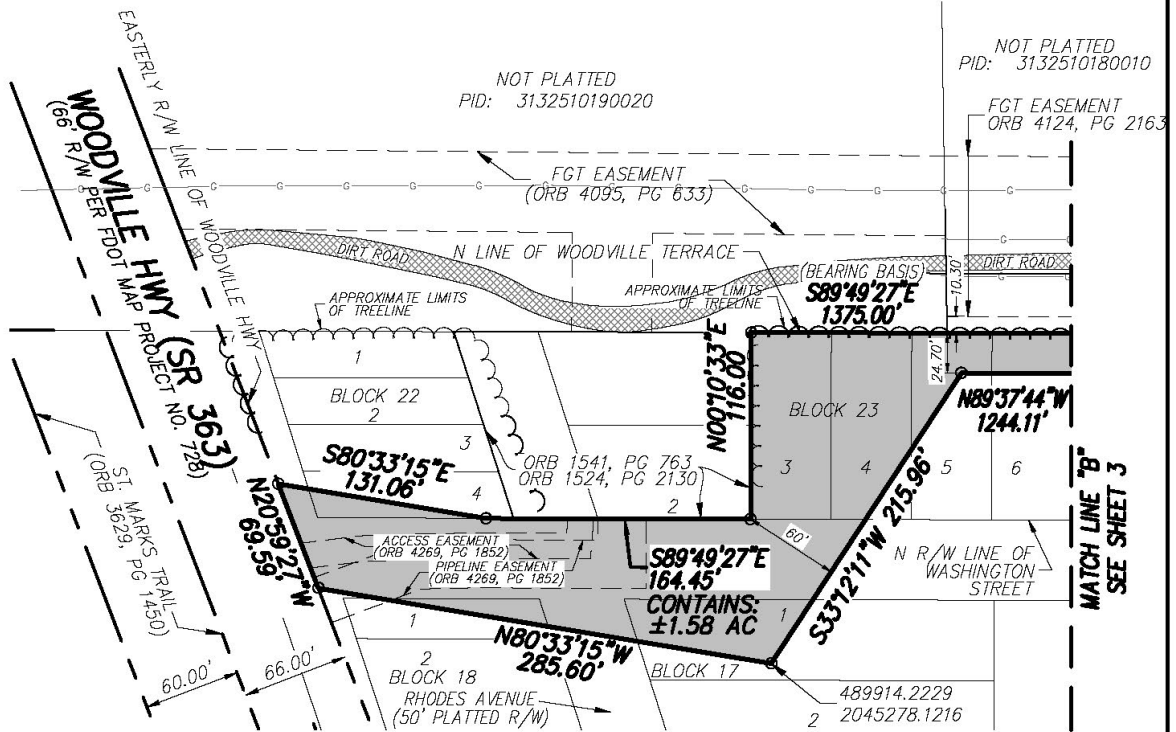 NOT PLATTED
PID: 3132510190020
NOT PLATTED
PID: 3132510180010
FGT EASEMENT
ORB 4124, PG 2163
EASTERLY R/W LINE OF WOODVILLE HWY
WOODVILLE HWY (SR 363)
(66' R/W PER FDOT MAP PROJECT NO. 728)
G G G G G G G G G G
FGT EASEMENT
(ORB 4095, PG 633)
G G
N LINE OF WOODVILLE TERRACE
DIRT ROAD
DIRT ROAD
(BEARING BASIS)
S89°49'27"E
1375.00'
10.30'
APPROXIMATE LIMITS
OF TREELINE
APPROXIMATE LIMITS
OF TREELINE
1
BLOCK 22
2
3
4
N00°10'33"E
116.00
24.70'
N89°37'44"W
1244.11'
BLOCK 23
3
4
5
6
S80°33'15"E
131.06'
ORB 1541, PG 763
ORB 1524, PG 2130
2
N20°59'27"W
69.59'
ST. MARKS TRAIL
(ORB 3629, PG 1450)
ACCESS EASEMENT
(ORB 4269, PG 1852)
PIPELINE EASEMENT
(ORB 4269, PG 1852)
S89°49'27"E
164.45'
CONTAINS:
±1.58 AC
60'
S33°12'11"W 215.96'
N R/W LINE OF
WASHINGTON
STREET
MATCH LINE "B"
SEE SHEET 3
1
1
N80°33'15"W
285.60'
2
BLOCK 18
BLOCK 17
60.00'
66.00'
RHODES AVENUE
(50' PLATTED R/W)
2
489914.2229
2045278.1216